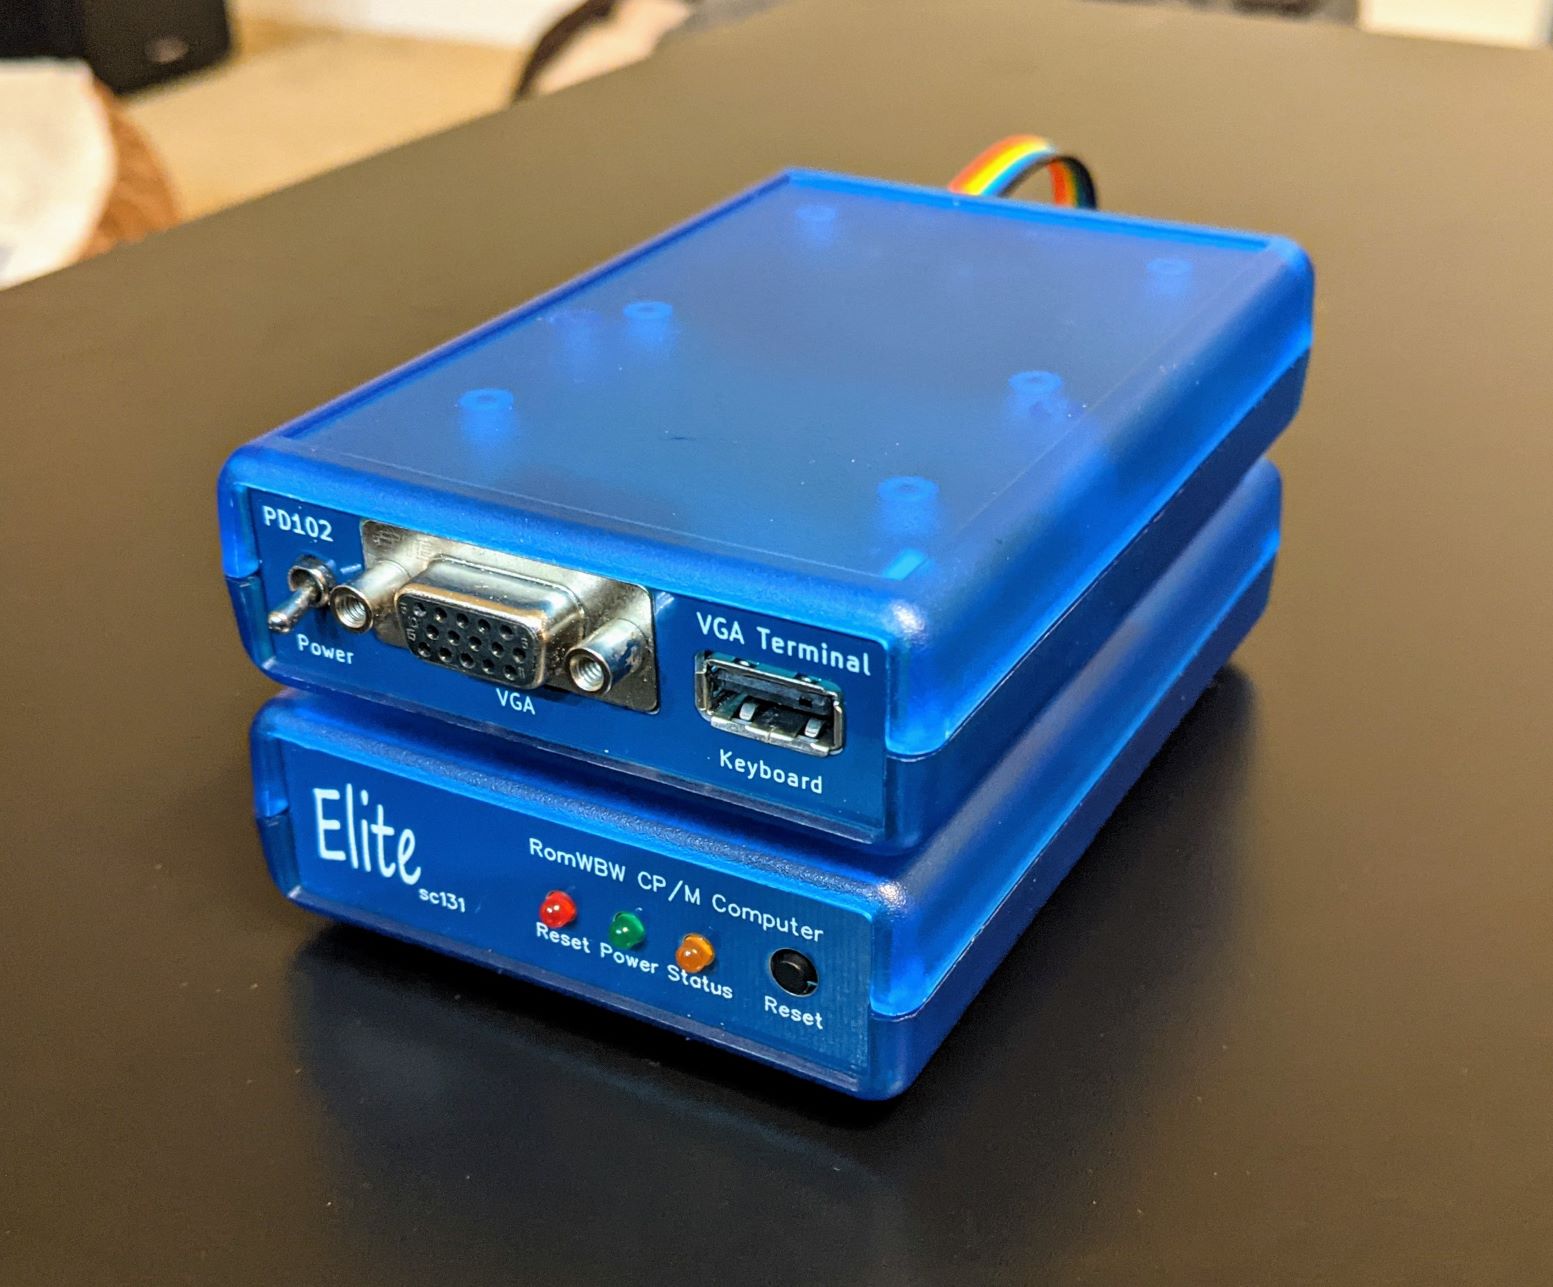 PD102
Power
VGA
VGA Terminal
Keyboard
Elite
sc131
RomWBW CP/M Computer
Reset Power Status
Reset